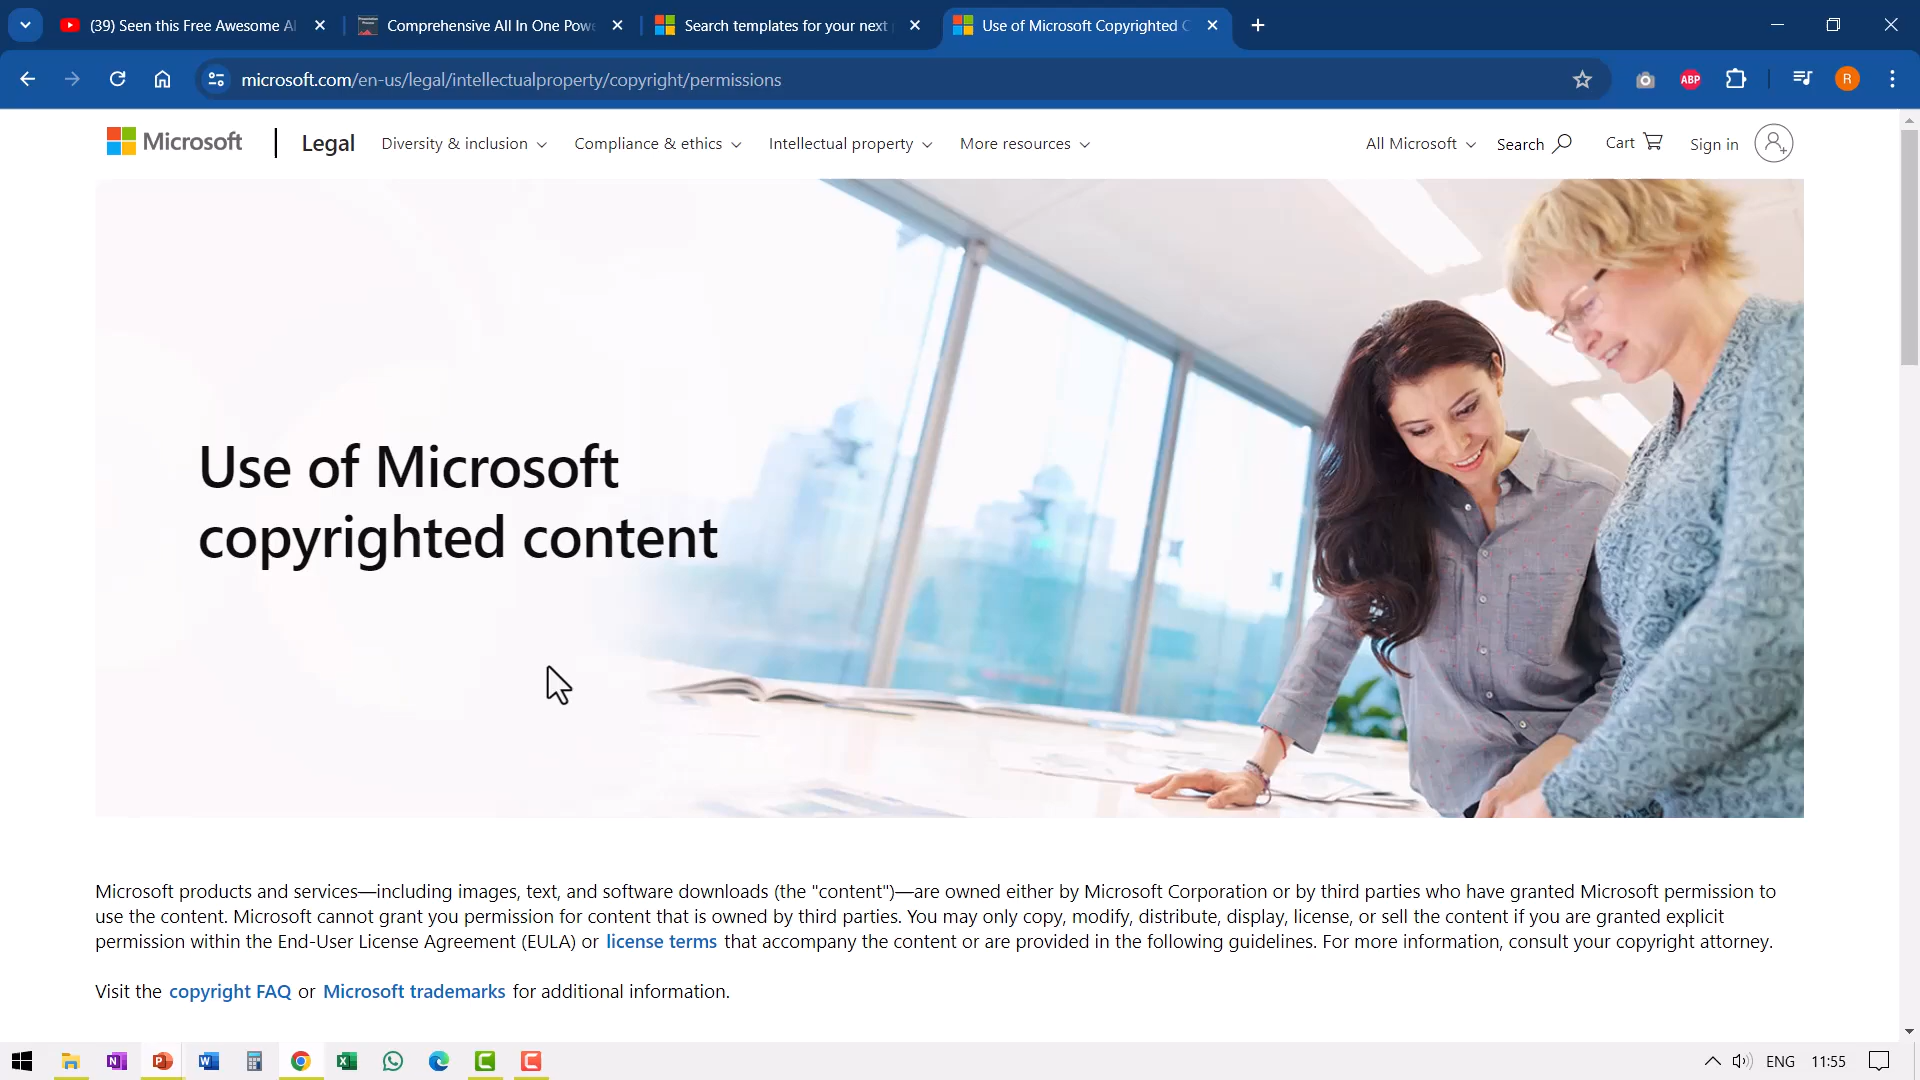 (39) Seen this Free Awesome AI
Comprehensive All In One Powe
Search templates for your next
Use of Microsoft Copyrighted C
microsoft.com/en-us/legal/intellectualproperty/copyright/permissions
ABP
R
Microsoft
Legal
Diversity & inclusion
Compliance & ethics
Intellectual property
More resources
All Microsoft
Search
Cart
Sign in
Use of Microsoft
copyrighted content
Microsoft products and services—including images, text, and software downloads (the "content")—are owned either by Microsoft Corporation or by third parties who have granted Microsoft permission to
use the content. Microsoft cannot grant you permission for content that is owned by third parties. You may only copy, modify, distribute, display, license, or sell the content if you are granted explicit
permission within the End-User License Agreement (EULA) or license terms that accompany the content or are provided in the following guidelines. For more information, consult your copyright attorney.
Visit the copyright FAQ or Microsoft trademarks for additional information.
ENG
11:55